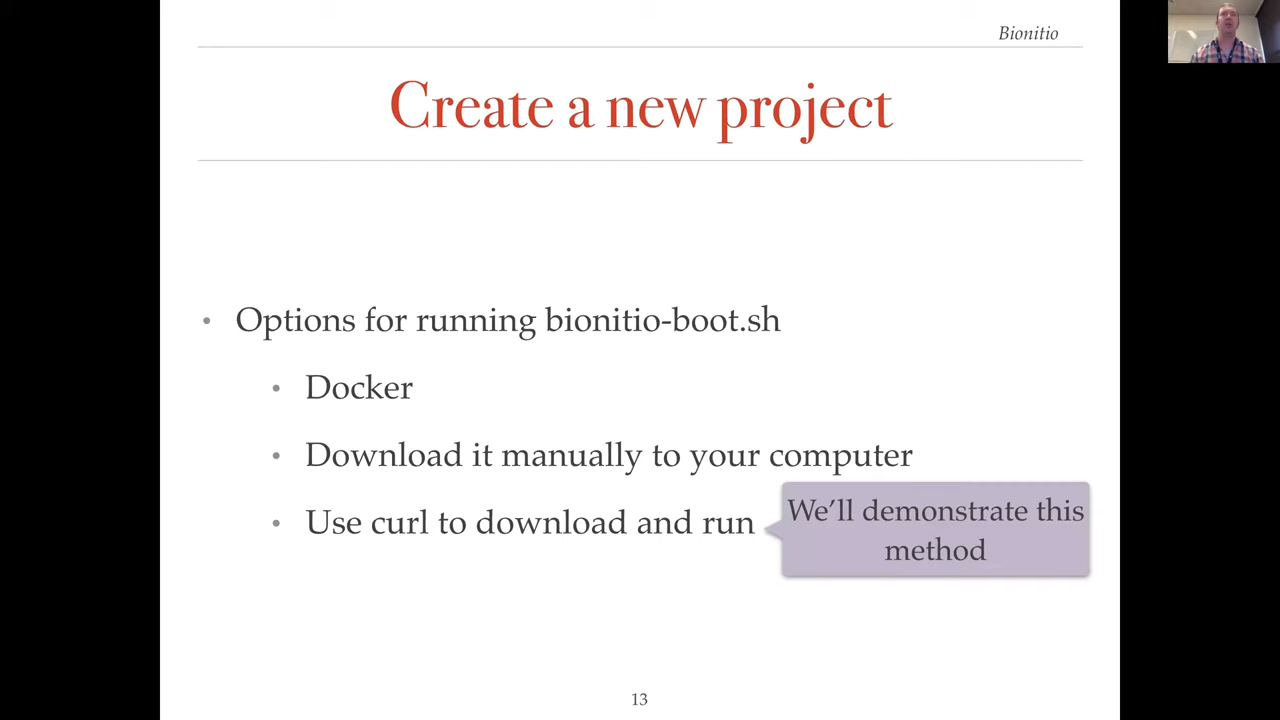 Bionitio
Create a new project
• Options for running bionitio-boot.sh
• Docker
• Download it manually to your computer
• Use curl to download and run
We'll demonstrate this
method
13